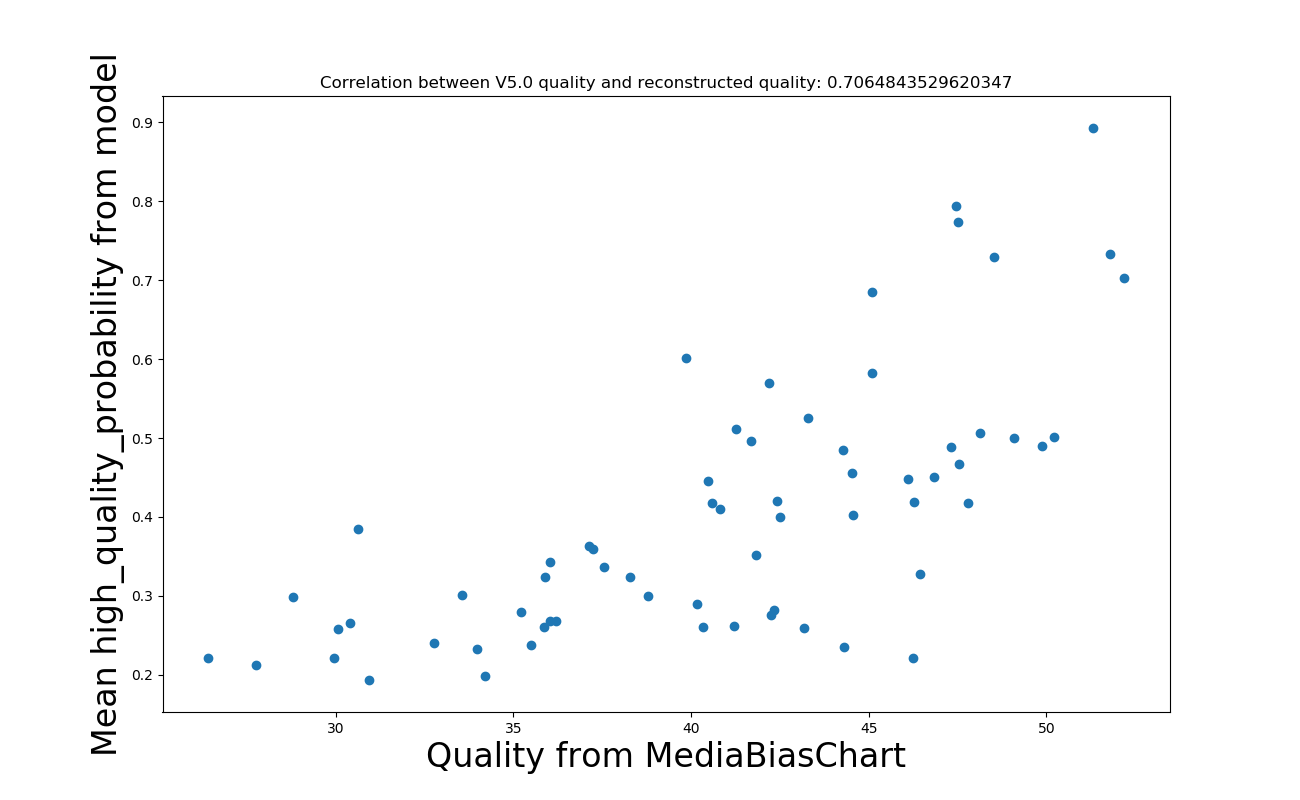 Correlation between V5.0 quality and reconstructed quality: 0.7064843529620347
Mean high_quality_probability from model
0.9
0.8
0.7
0.6
0.5
0.4
0.3
0.2
30 35 40 45 50
Quality from MediaBiasChart